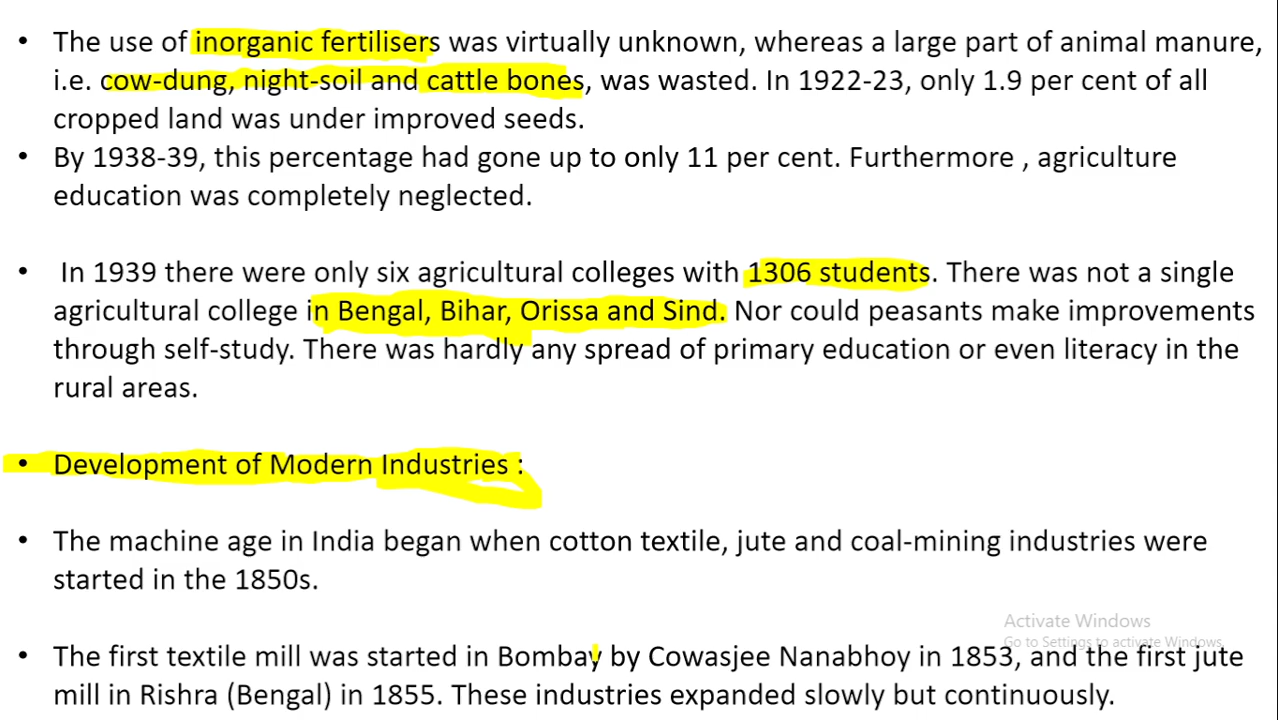 • The use of inorganic fertilisers was virtually unknown, whereas a large part of animal manure,
i.e. cow-dung, night-soil and cattle bones, was wasted. In 1922-23, only 1.9 per cent of all
cropped land was under improved seeds.
• By 1938-39, this percentage had gone up to only 11 per cent. Furthermore , agriculture
education was completely neglected.
• In 1939 there were only six agricultural colleges with 1306 students. There was not a single
agricultural college in Bengal, Bihar, Orissa and Sind. Nor could peasants make improvements
through self-study. There was hardly any spread of primary education or even literacy in the
rural areas.
• Development of Modern Industries :
• The machine age in India began when cotton textile, jute and coal-mining industries were
started in the 1850s.
Activate Windows
Go to Settings to activate Windows.
• The first textile mill was started in Bombay by Cowasjee Nanabhoy in 1853, and the first jute
mill in Rishra (Bengal) in 1855. These industries expanded slowly but continuously.